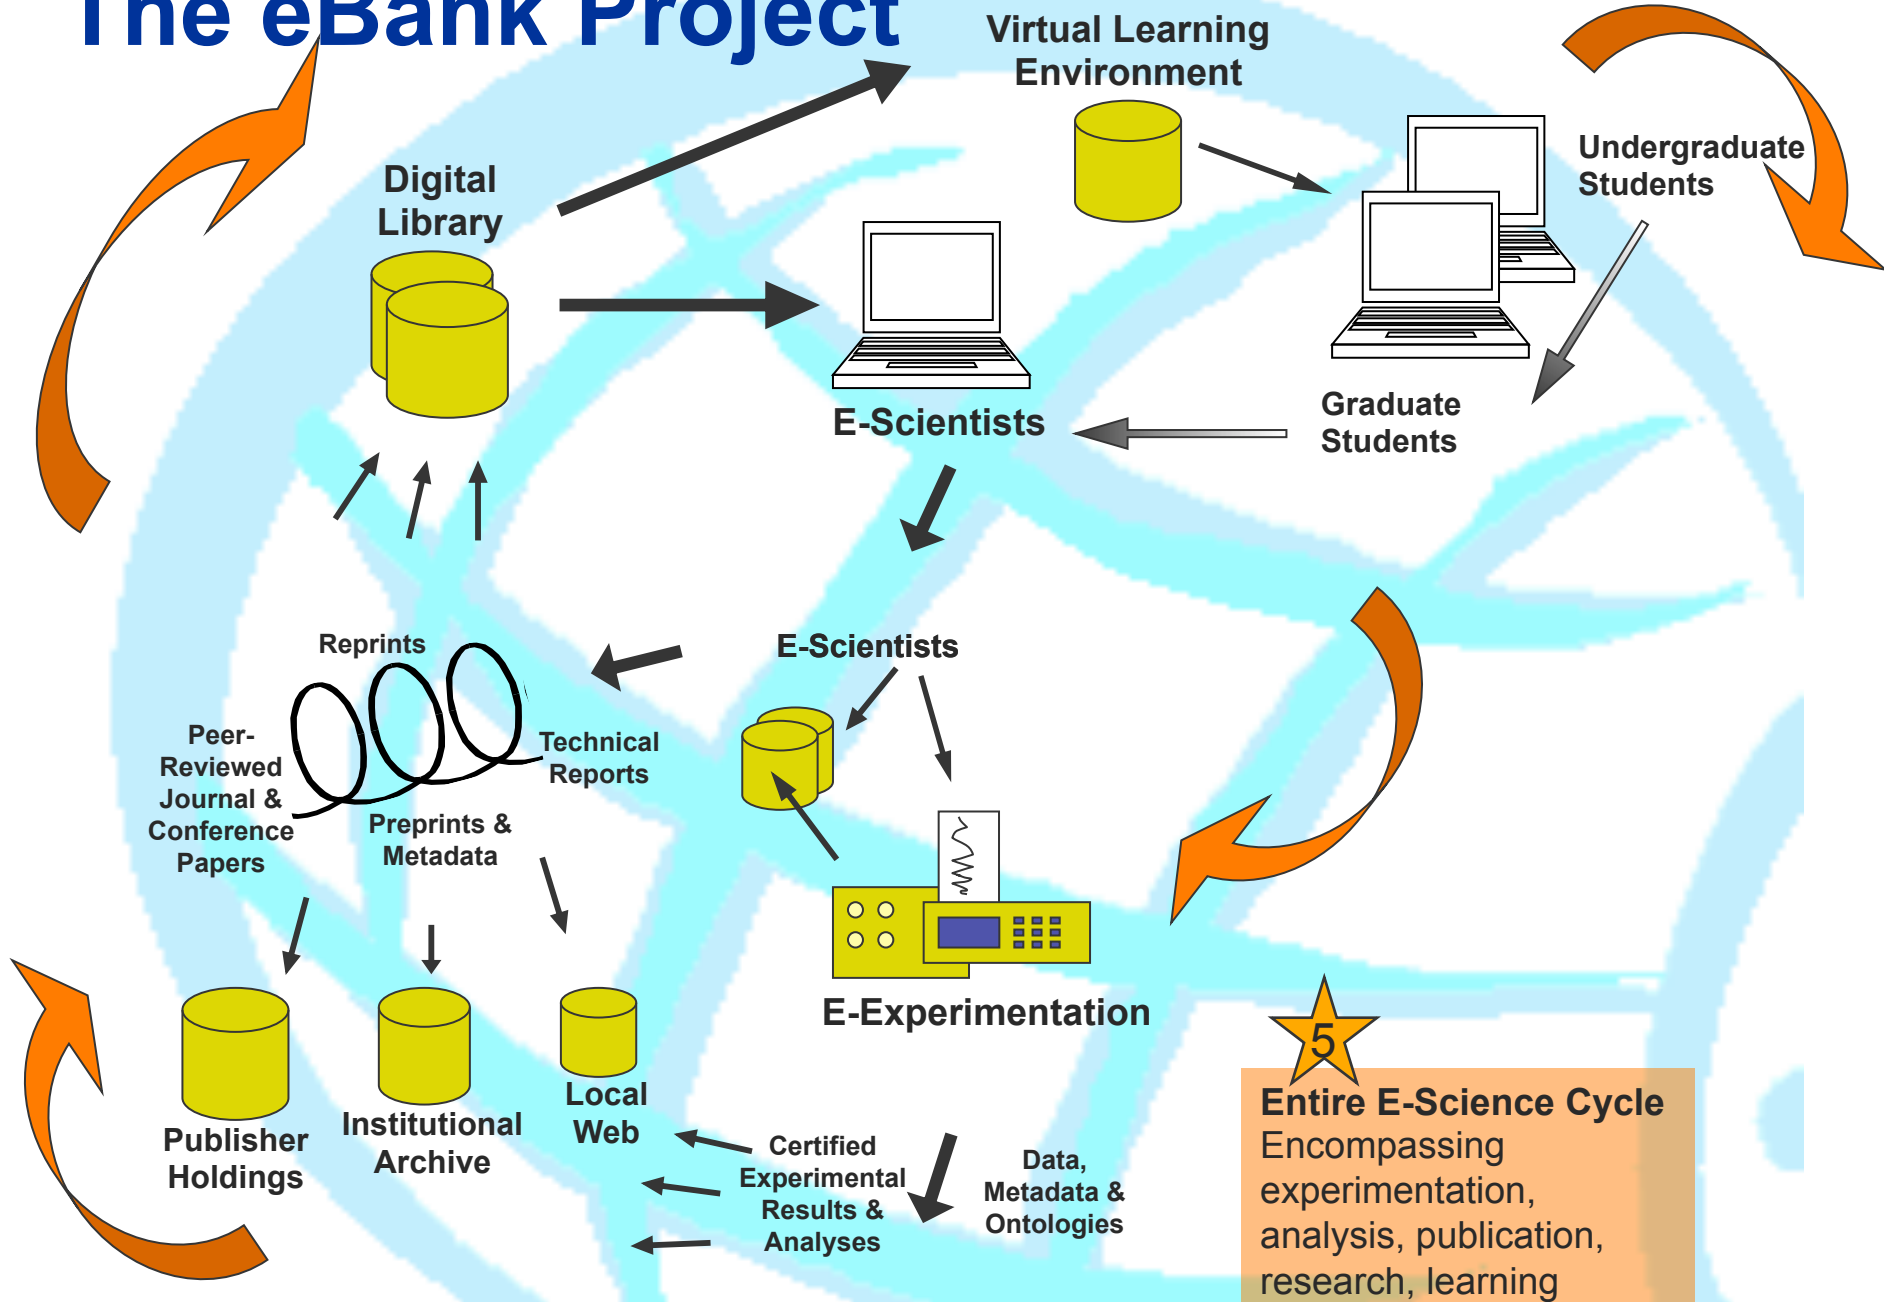 The eBank Project
Virtual Learning
Environment
Undergraduate
Students
Digital
Library
Graduate
Students
E-Scientists
Reprints
E-Scientists
Peer-
Reviewed
Journal &
Conference
Papers
Technical
Reports
Preprints &
Metadata
E-Experimentation
Publisher
Holdings
Institutional
Archive
Local
Web
Certified
Experimental
Results &
Analyses
Data,
Metadata &
Ontologies
5
Entire E-Science Cycle
Encompassing
experimentation,
analysis, publication,
research, learning